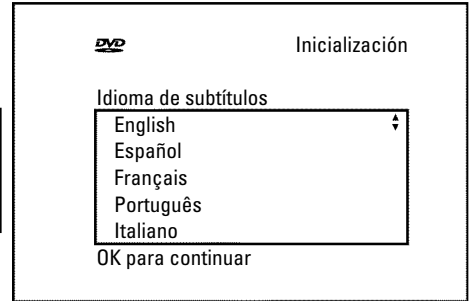 DVD Inicialización
Idioma de subtítulos
English
Español
Français
Português
Italiano
OK para continuar